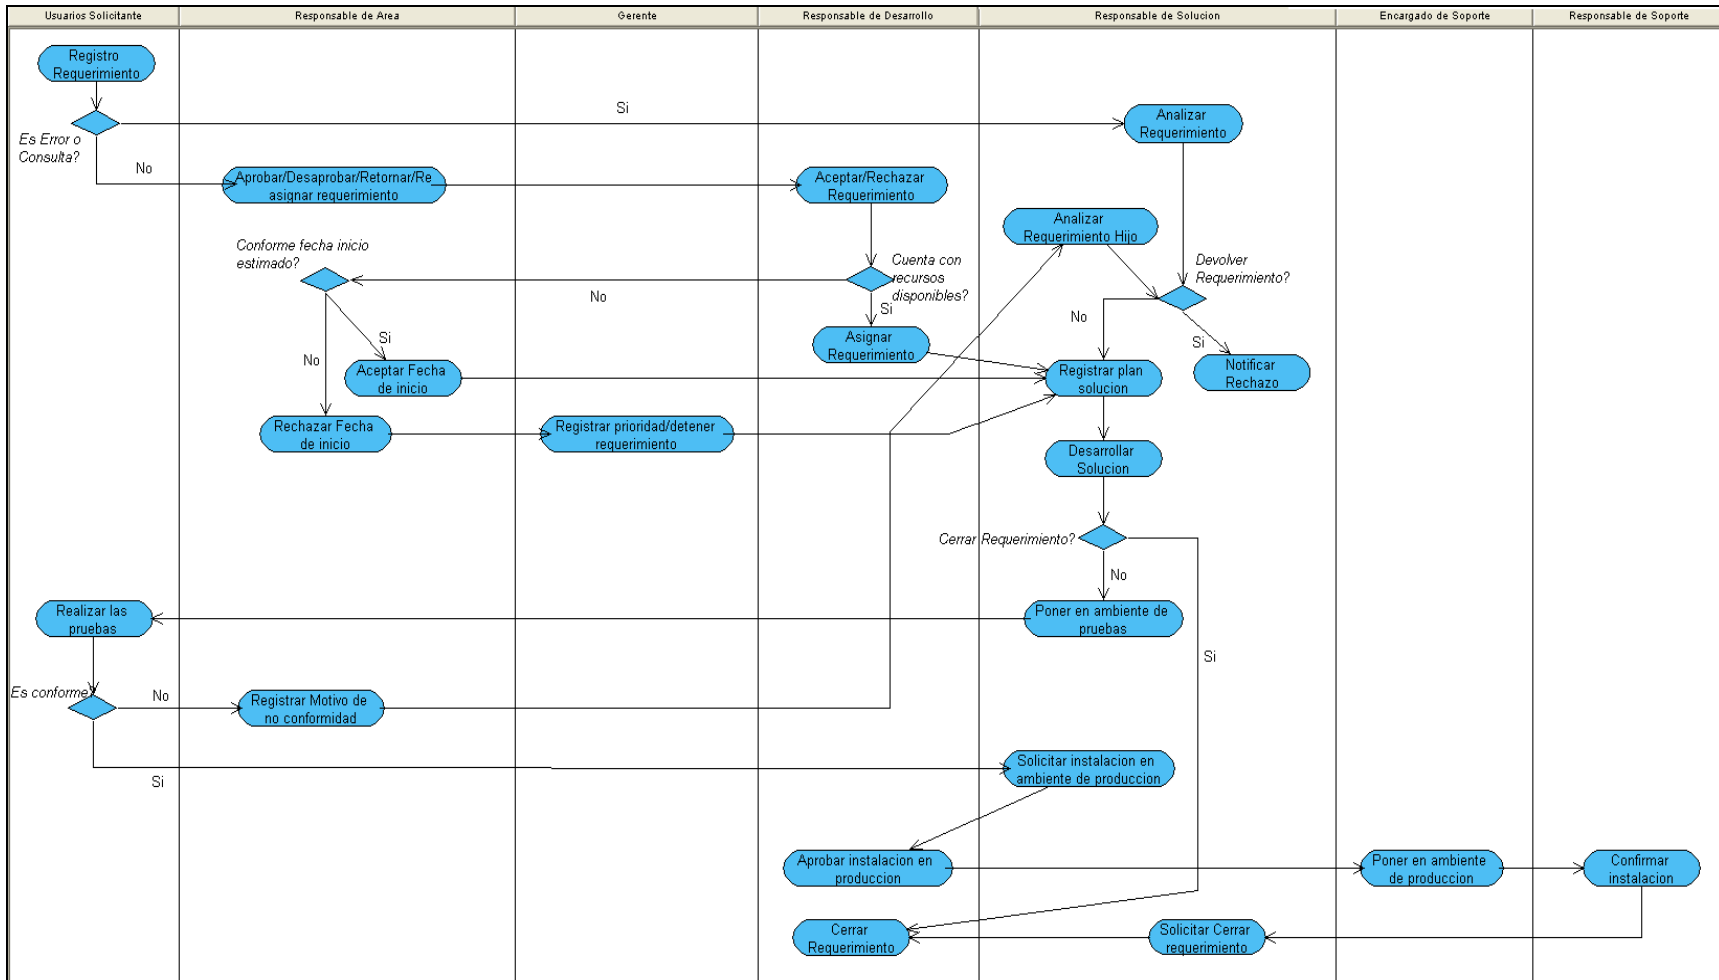 Usuarios Solicitante
Responsable de Area
Gerente
Responsable de Desarrollo
Responsable de Solucion
Encargado de Soporte
Responsable de Soporte
Registro
Requerimiento
Es Error o
Consulta?
Si
No
Analizar
Requerimiento
Aprobar/Desaprobar/Retornar/Re
asignar requerimiento
Aceptar/Rechazar
Requerimiento
Analizar
Requerimiento Hijo
Conforme fecha inicio
estimado?
Cuenta con
recursos
disponibles?
Devolver
Requerimiento?
No
Si
No
Si
Asignar
Requerimiento
Si
No
Aceptar Fecha
de inicio
Registrar plan
solucion
Notificar
Rechazo
Rechazar Fecha
de inicio
Registrar prioridad/detener
requerimiento
Desarrollar
Solucion
Cerrar Requerimiento?
No
Si
Realizar las
pruebas
Poner en ambiente de
pruebas
Es conforme?
No
Registrar Motivo de
no conformidad
Si
Solicitar instalacion en
ambiente de produccion
Aprobar instalacion en
produccion
Poner en ambiente
de produccion
Confirmar
instalacion
Cerrar
Requerimiento
Solicitar Cerrar
requerimiento